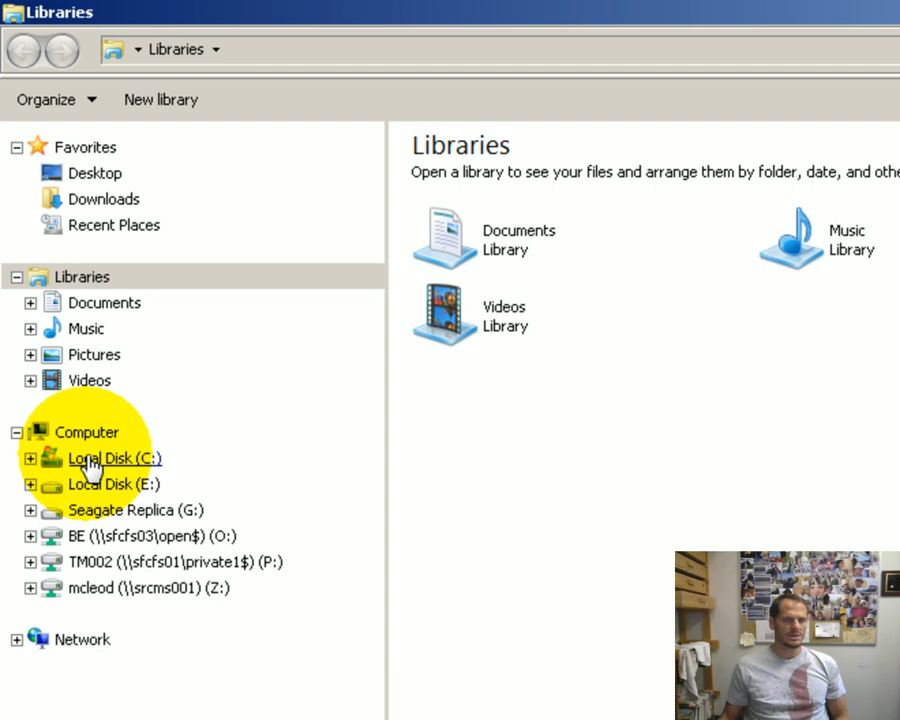 Libraries
Libraries
Organize
New library
Favorites
Desktop
Downloads
Recent Places
Libraries
Documents
Music
Pictures
Videos
Computer
Local Disk (C:)
Local Disk (E:)
Seagate Replica (G:)
BE (\\sfcfs03\open$) (O:)
TM002 (\\sfcfs01\private1$) (P:)
mcleod (\\srcms001) (Z:)
Network
Libraries
Open a library to see your files and arrange them by folder, date, and othe
Documents
Library
Music
Library
Videos
Library